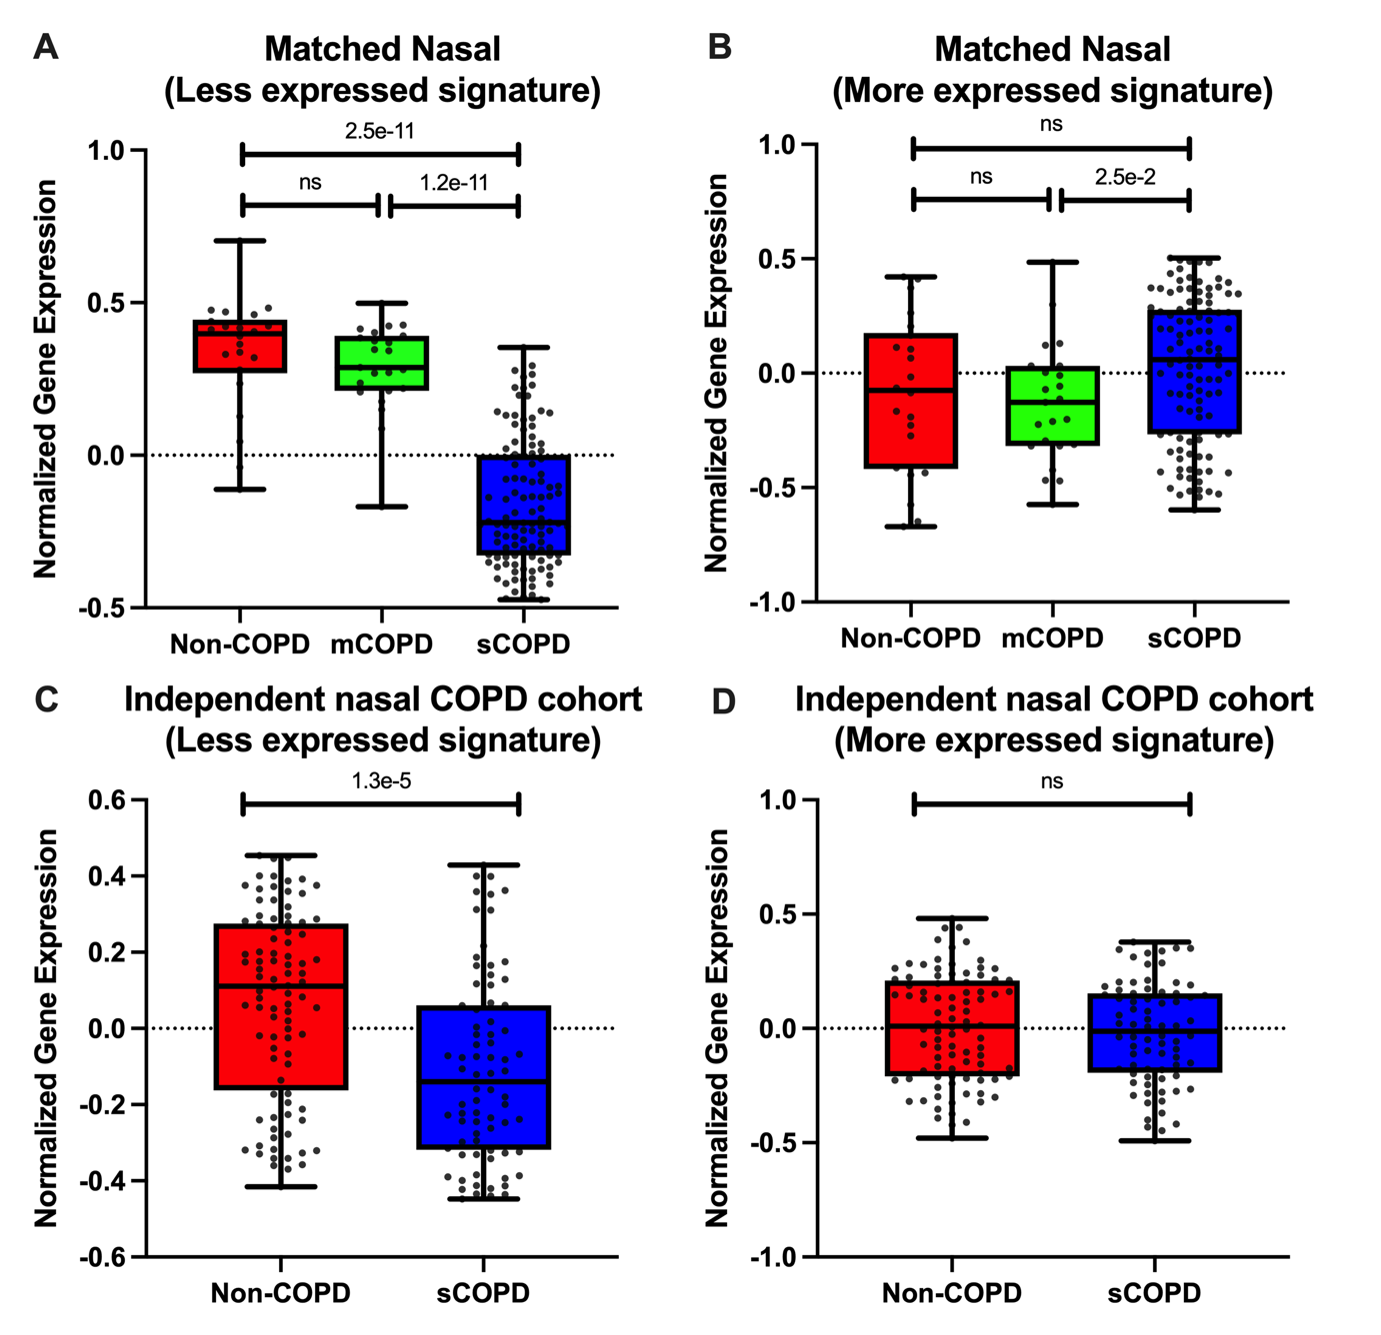 A
Matched Nasal
(Less expressed signature)
2.5e-11
ns
1.2e-11
1.0
0.5
0.0
-0.5
Normalized Gene Expression
Non-COPD mCOPD sCOPD
B
Matched Nasal
(More expressed signature)
ns
ns
2.5e-2
1.0
0.5
0.0
-0.5
-1.0
Normalized Gene Expression
Non-COPD mCOPD sCOPD
C
Independent nasal COPD cohort
(Less expressed signature)
1.3e-5
0.6
0.4
0.2
0.0
-0.2
-0.4
-0.6
Normalized Gene Expression
Non-COPD sCOPD
D
Independent nasal COPD cohort
(More expressed signature)
ns
1.0
0.5
0.0
-0.5
-1.0
Normalized Gene Expression
Non-COPD sCOPD